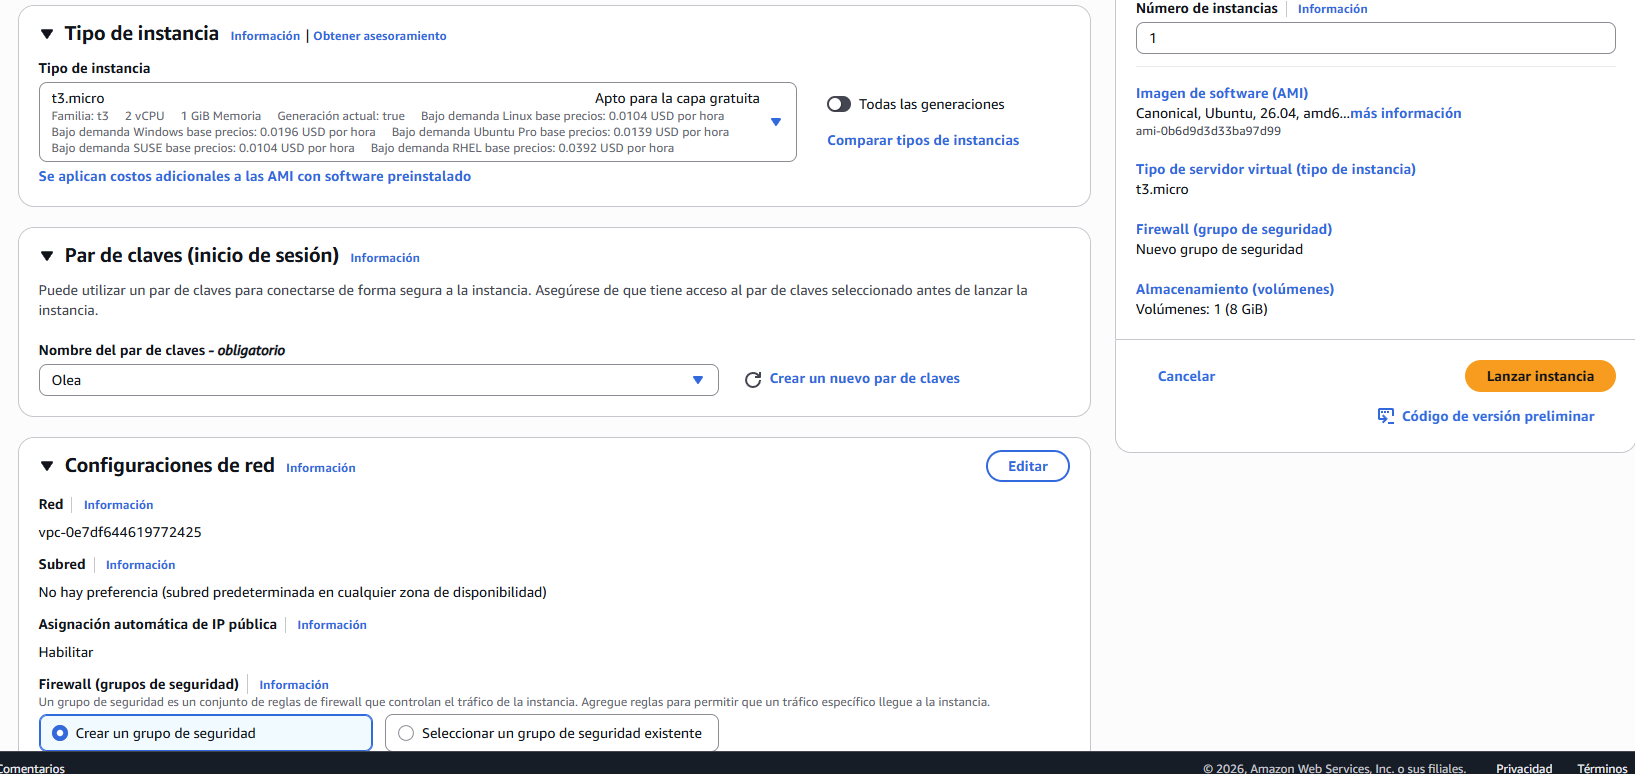 Tipo de instancia Información | Obtener asesoramiento
Tipo de instancia
t3.micro Apto para la capa gratuita
Familia: t3 2 vCPU 1 GiB Memoria Generación actual: true Bajo demanda Linux base precios: 0.0104 USD por hora
Bajo demanda Windows base precios: 0.0196 USD por hora Bajo demanda Ubuntu Pro base precios: 0.0139 USD por hora
Bajo demanda SUSE base precios: 0.0104 USD por hora Bajo demanda RHEL base precios: 0.0392 USD por hora
Todas las generaciones
Comparar tipos de instancias
Se aplican costos adicionales a las AMI con software preinstalado
Par de claves (inicio de sesión) Información
Puede utilizar un par de claves para conectarse de forma segura a la instancia. Asegúrese de que tiene acceso al par de claves seleccionado antes de lanzar la
instancia.
Nombre del par de claves - obligatorio
Olea
Crear un nuevo par de claves
Configuraciones de red Información
Editar
Red Información
vpc-0e7df644619772425
Subred Información
No hay preferencia (subred predeterminada en cualquier zona de disponibilidad)
Asignación automática de IP pública Información
Habilitar
Firewall (grupos de seguridad) Información
Un grupo de seguridad es un conjunto de reglas de firewall que controlan el tráfico de la instancia. Agregue reglas para permitir que un tráfico específico llegue a la instancia.
Crear un grupo de seguridad
Seleccionar un grupo de seguridad existente
Número de instancias Información
1
Imagen de software (AMI)
Canonical, Ubuntu, 26.04, amd6...más información
ami-0b6d9d3d33ba97d99
Tipo de servidor virtual (tipo de instancia)
t3.micro
Firewall (grupo de seguridad)
Nuevo grupo de seguridad
Almacenamiento (volúmenes)
Volúmenes: 1 (8 GiB)
Cancelar
Lanzar instancia
Código de versión preliminar
Comentarios
© 2026, Amazon Web Services, Inc. o sus filiales. Privacidad Términos